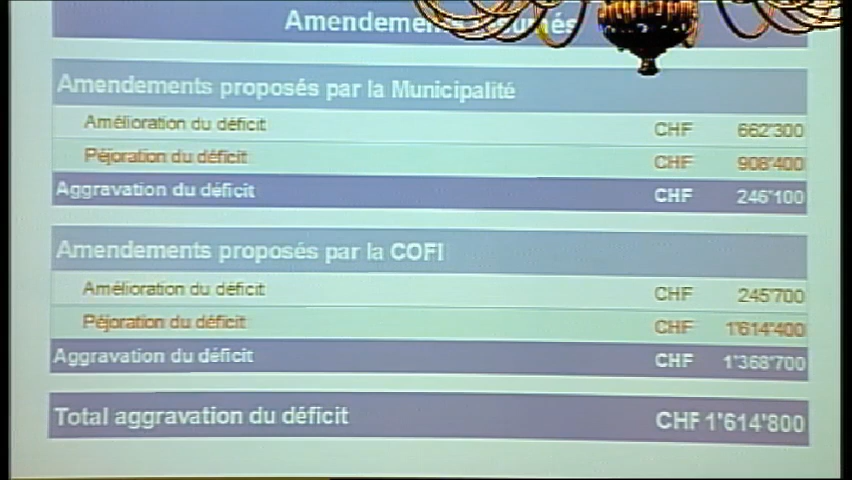 Amendements
Amendements proposés par la Municipalité
Amélioration du déficit CHF 662'300
Péjoration du déficit CHF 908'400
Aggravation du déficit CHF 246'100
Amendements proposés par la COFI
Amélioration du déficit CHF 245'700
Péjoration du déficit CHF 1'614'400
Aggravation du déficit CHF 1'368'700
Total aggravation du déficit CHF 1'614'800